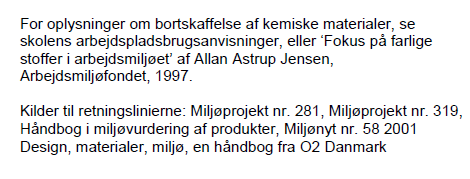 For oplysninger om bortskaffelse af kemiske materialer, se
skolens arbejdspladsbrugsanvisninger, eller ‘Fokus på farlige
stoffer i arbejdsmiljøet’ af Allan Astrup Jensen,
Arbejdsmiljøfondet, 1997.

Kilder til retningslinierne: Miljøprojekt nr. 281, Miljøprojekt nr. 319,
Håndbog i miljøvurdering af produkter, Miljønyt nr. 58 2001
Design, materialer, miljø, en håndbog fra O2 Danmark